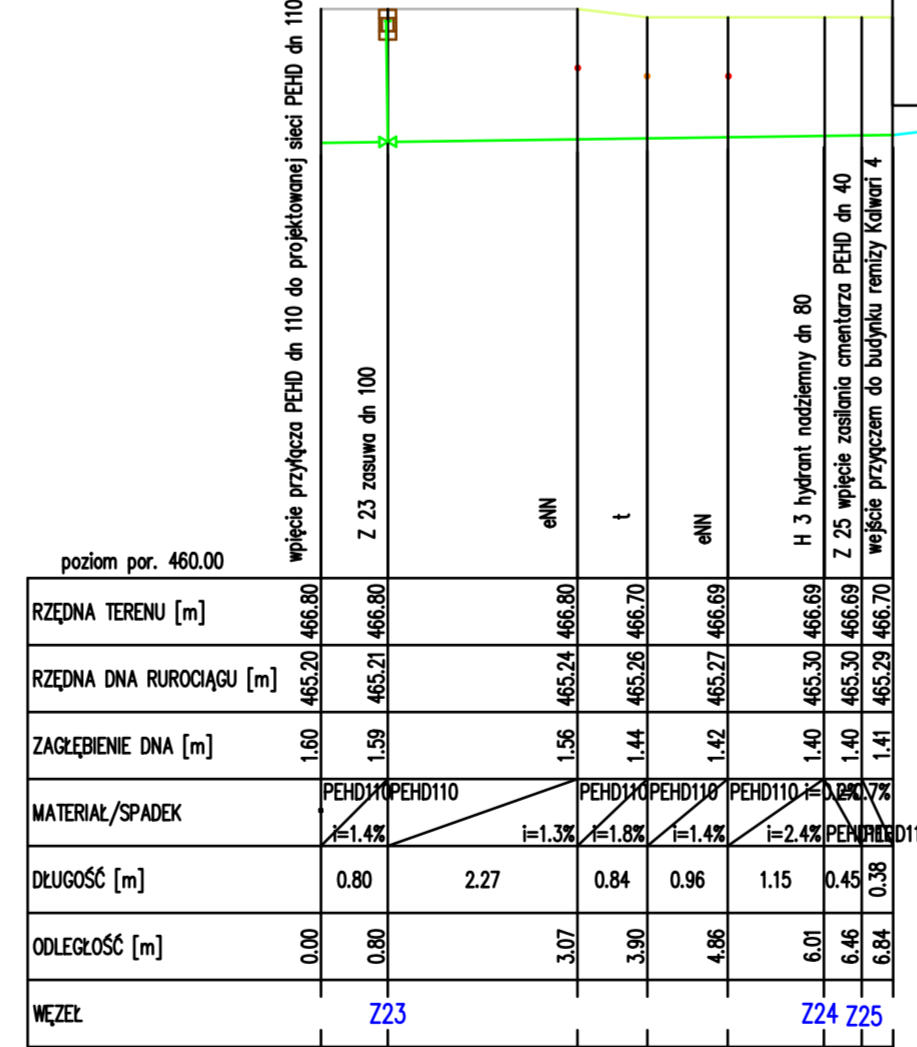 wpięcie przyłącza PEHD dn 110 do projektowanej sieci PEHD dn 110
Z 23 zasuwa dn 100
eNN
t
eNN
H 3 hydrant nadziemny dn 80
Z 25 wpięcie zasilania cmentarza PEHD dn 40
wejście przyączem do budynku remizy Kalwari 4
poziom por. 460.00
RZĘDNA TERENU [m] 466.80 466.80 466.80 466.70 466.69 466.69 466.69 466.70
RZĘDNA DNA RUROCIĄGU [m] 465.20 465.21 465.24 465.26 465.27 465.30 465.30 465.29
ZAGŁĘBIENIE DNA [m] 1.60 1.59 1.56 1.44 1.42 1.40 1.40 1.41
PEHD110 PEHD110 PEHD110 PEHD110 PEHD110
MATERIAŁ/SPADEK
i=1.4% i=1.3% i=1.8% i=1.4% i=2.4%
DŁUGOŚĆ [m] 0.80 2.27 0.84 0.96 1.15 0.45 0.38
ODLEGŁOŚĆ [m] 0.00 0.80 3.07 3.90 4.86 6.01 6.46 6.84
WĘZEŁ Z23 Z24 Z25